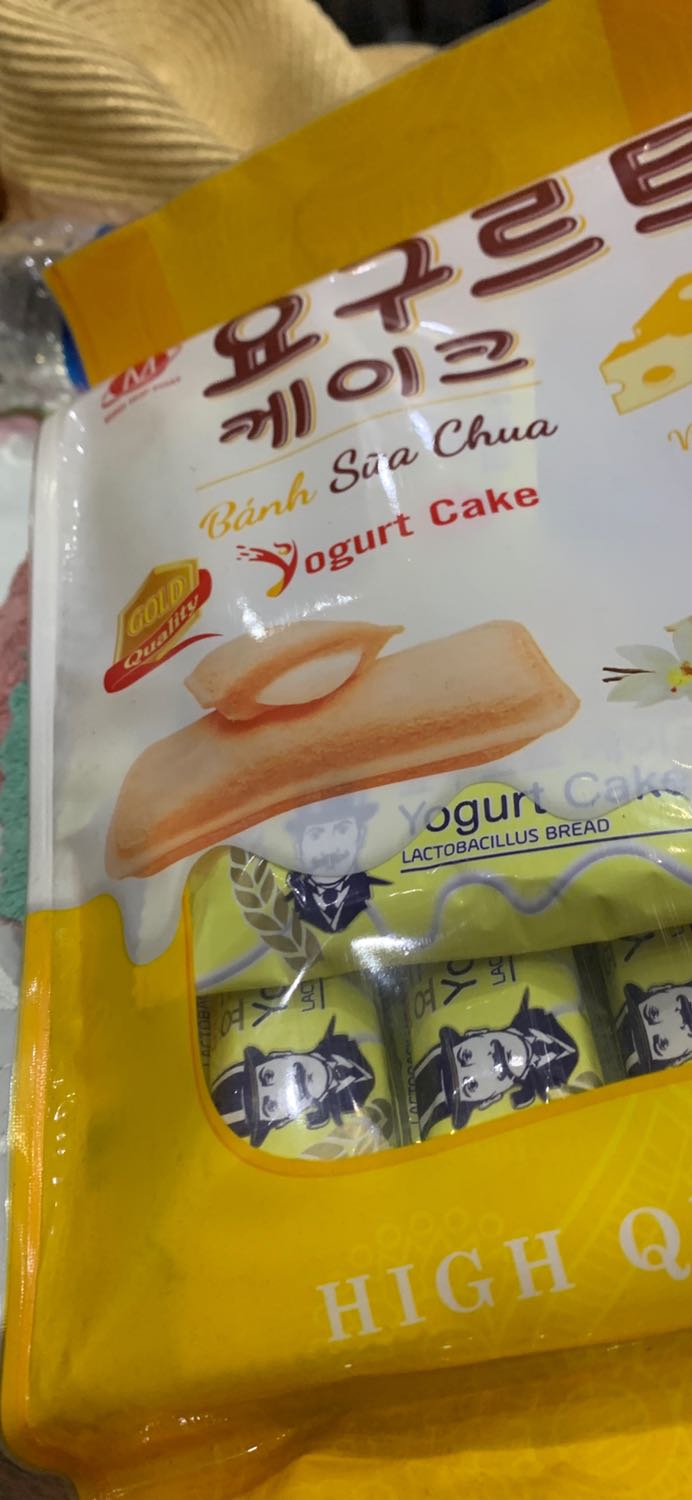 요구르트
케이크
M
Bánh Sữa Chua
Yogurt Cake
GOLD
Quality
Yogurt Cake
LACTOBACILLUS BREAD
HIGH Q